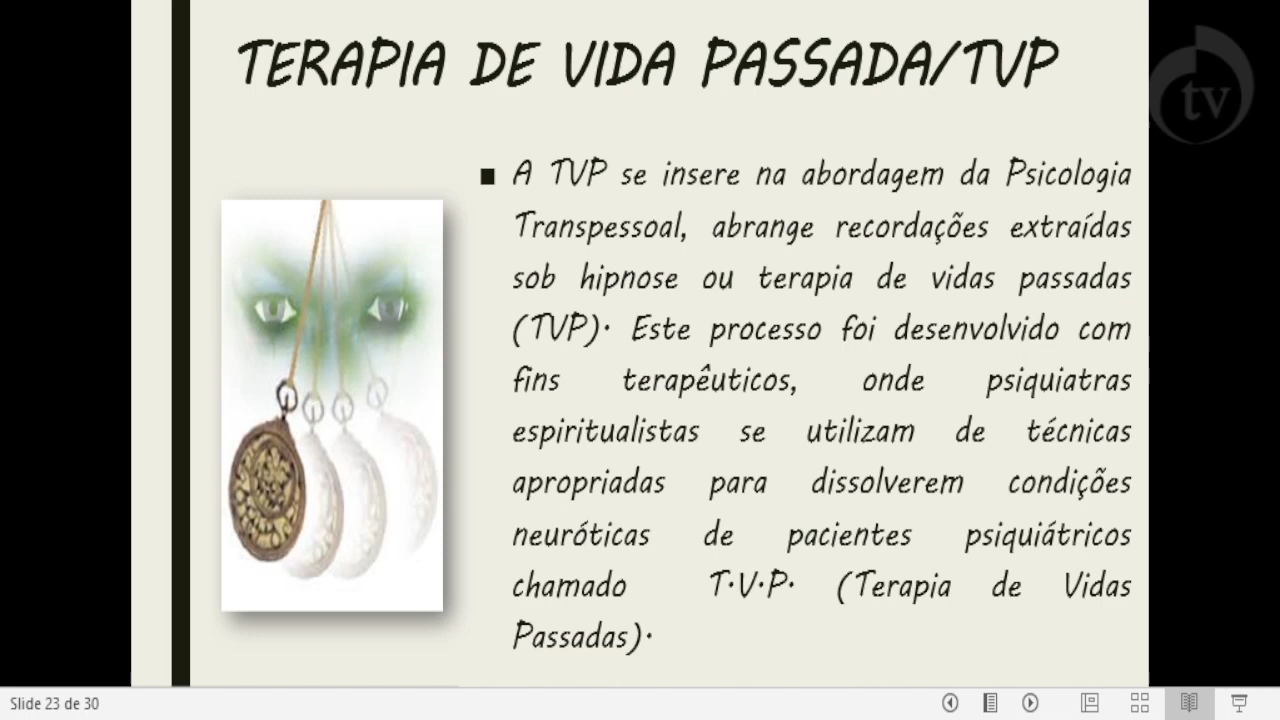 TERAPIA DE VIDA PASSADA/TVP
tv
■ A TVP se insere na abordagem da Psicologia
Transpessoal, abrange recordações extraídas
sob hipnose ou terapia de vidas passadas
(TVP). Este processo foi desenvolvido com
fins terapêuticos, onde psiquiatras
espiritualistas se utilizam de técnicas
apropriadas para dissolverem condições
neuróticas de pacientes psiquiátricos
chamado T.V.P. (Terapia de Vidas
Passadas).
Slide 23 de 30